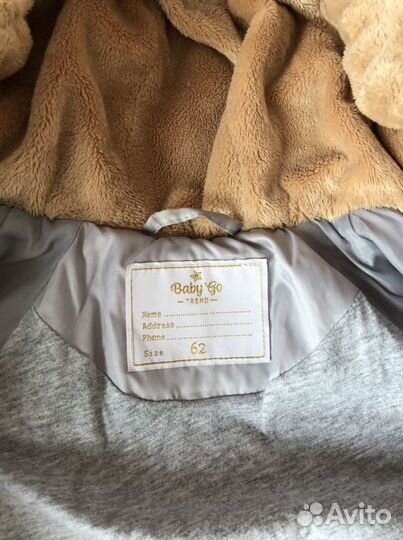 Baby Go
— TREND —
Name..................
Address...............
Phone.................
Size 62
Avito